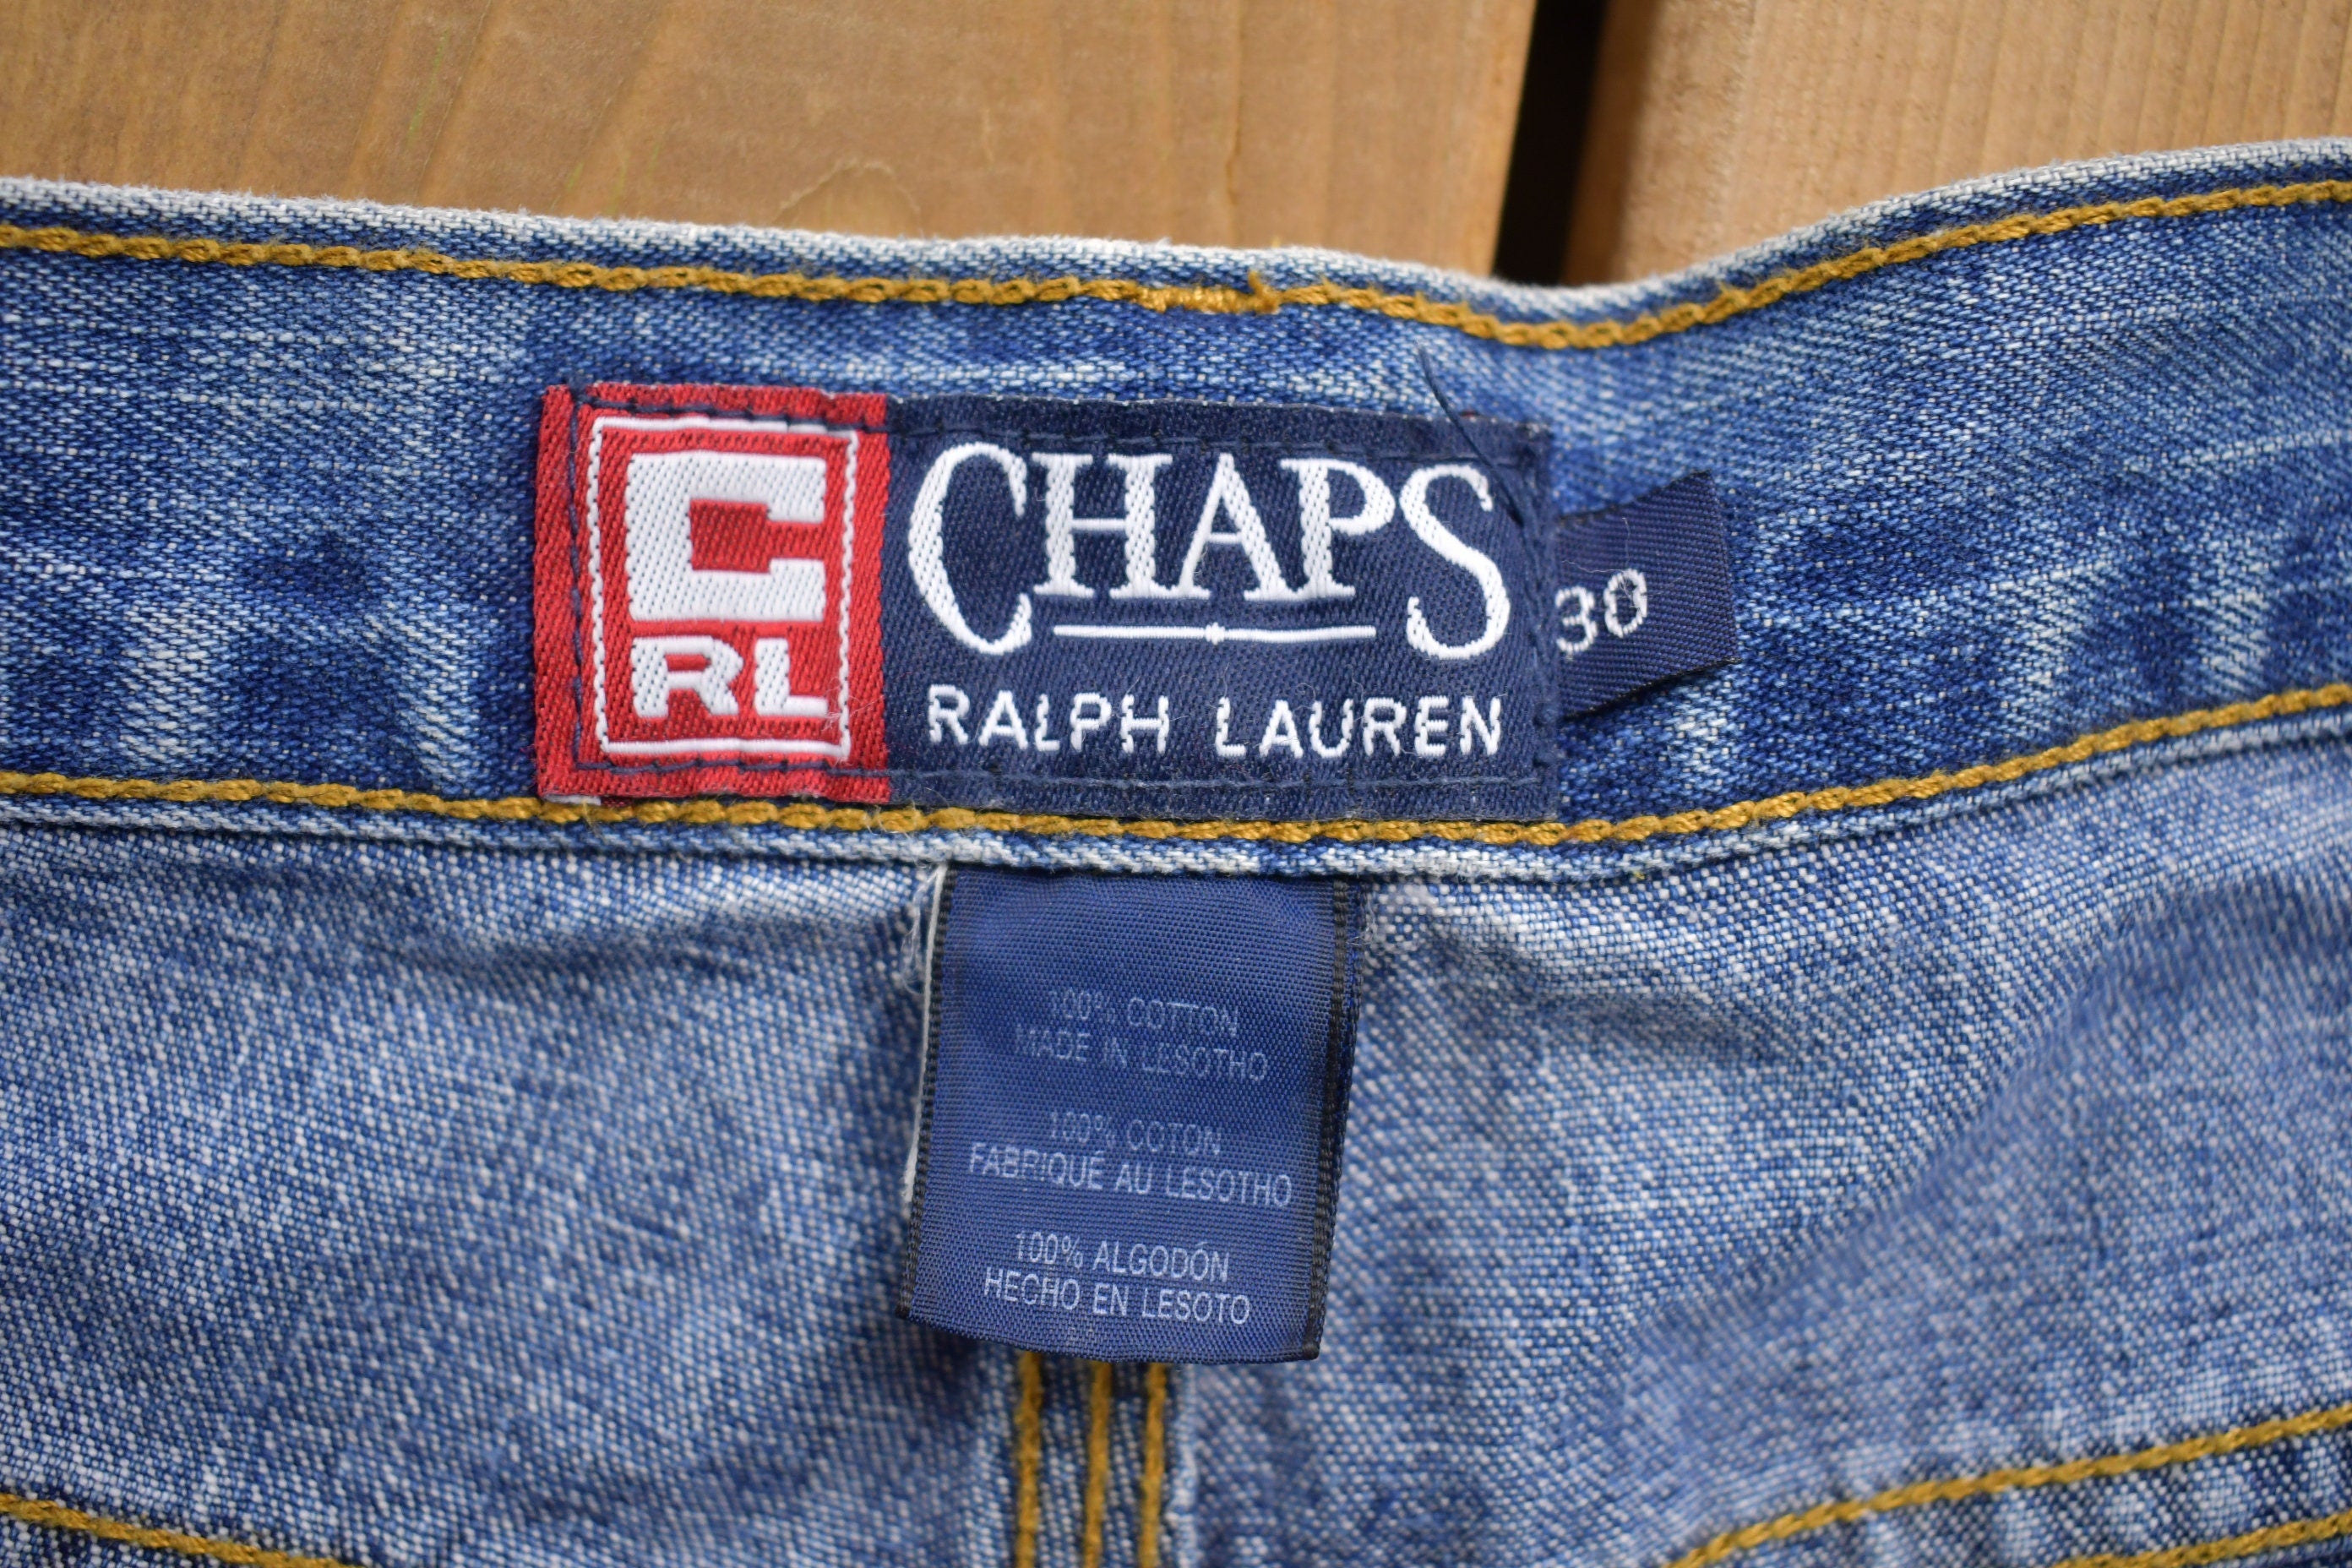 C
RL
CHAPS
RALPH LAUREN
30
100% COTTON
MADE IN LESOTHO
100% COTON
FABRIQUÉ AU LESOTHO
100% ALGODÓN
HECHO EN LESOTO